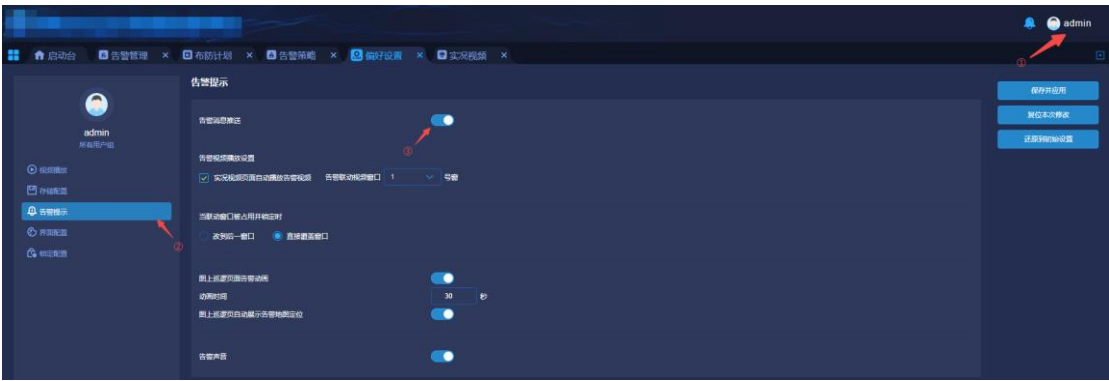 admin
①
启动台 告警管理 × 布防计划 × 告警策略 × 偏好设置 × 实况视频 ×
告警提示
保存并应用
复位本次修改
还原到初始设置
admin
所有用户组
视频播放
存储配置
告警提示
②
界面配置
锁定配置
告警消息推送
③
告警视频播放设置
实况视频页面自动播放告警视频 告警联动视频窗口 1 号窗
当联动窗口被占用并锁定时
改到后一窗口 直接覆盖窗口
图上巡逻页面告警动画
动画时间 30 秒
图上巡逻页自动展示告警地图定位
告警声音